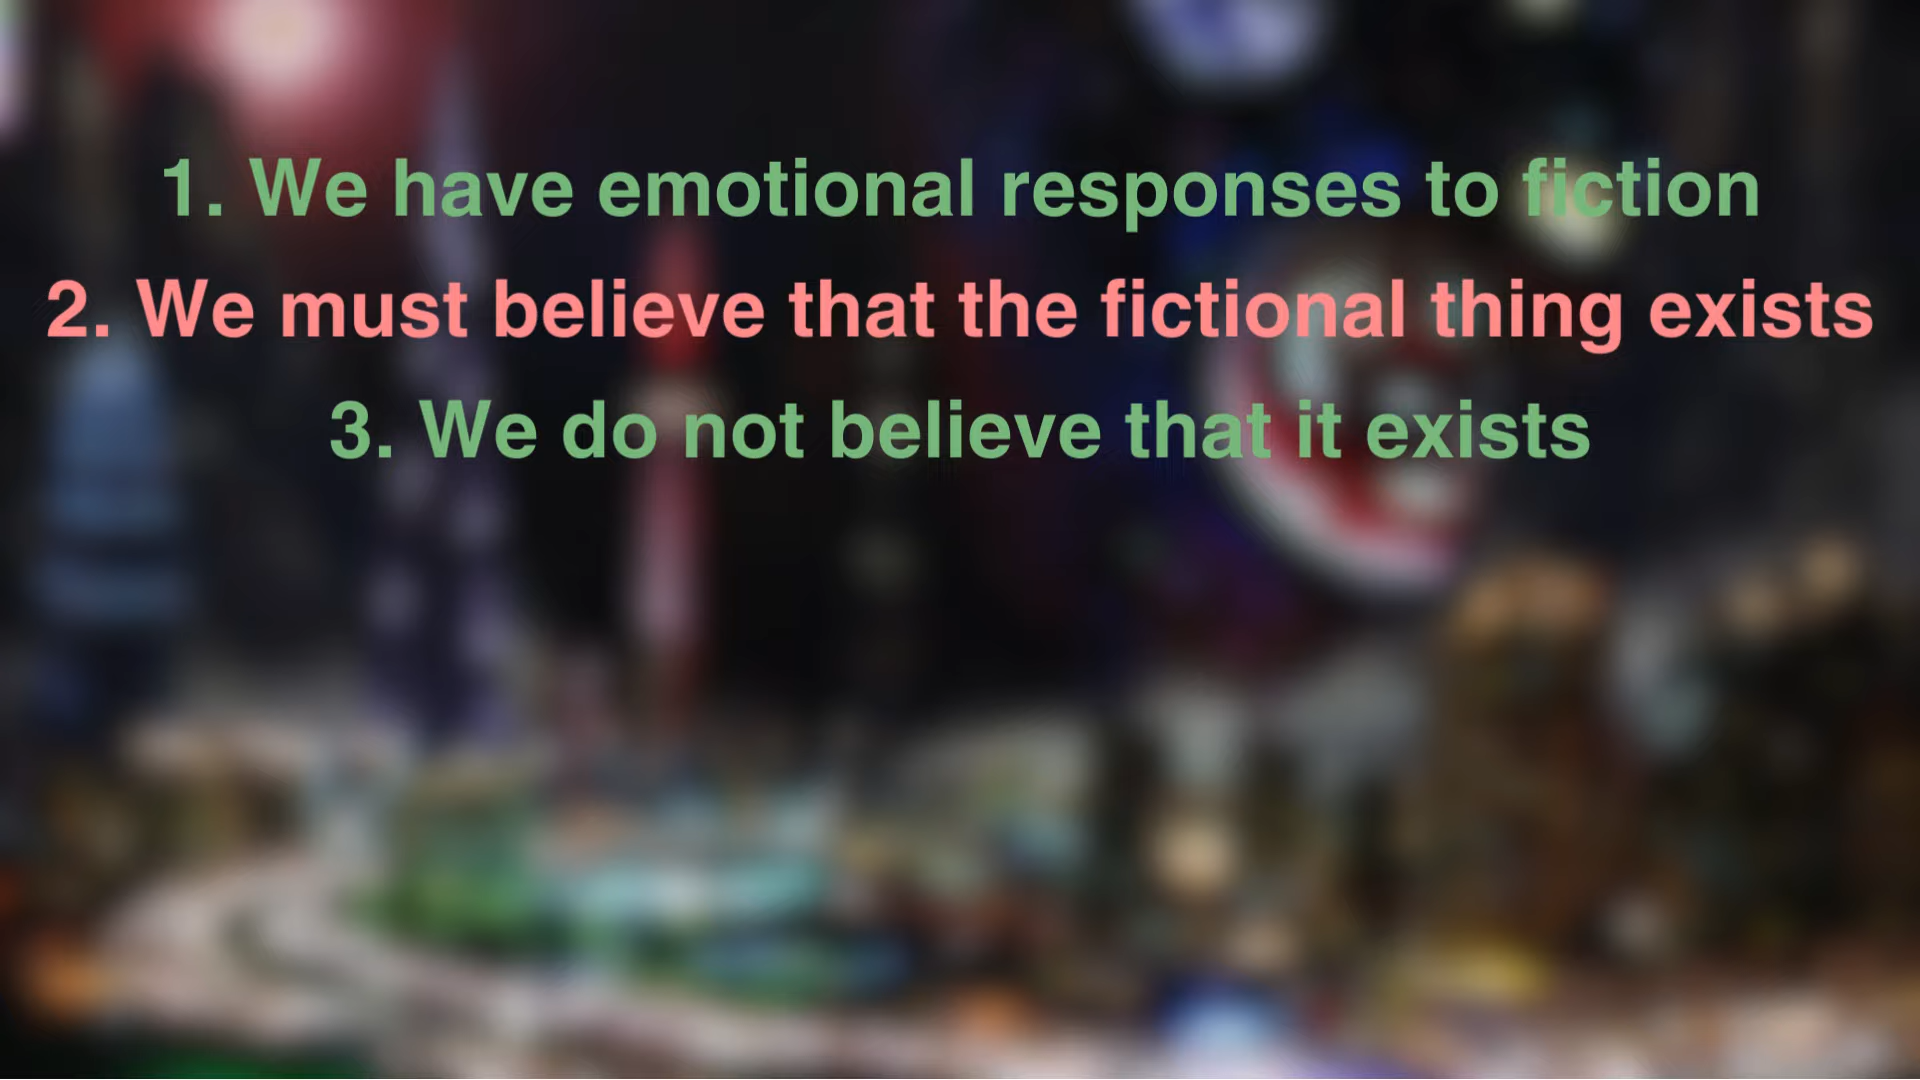 1. We have emotional responses to fiction
2. We must believe that the fictional thing exists
3. We do not believe that it exists